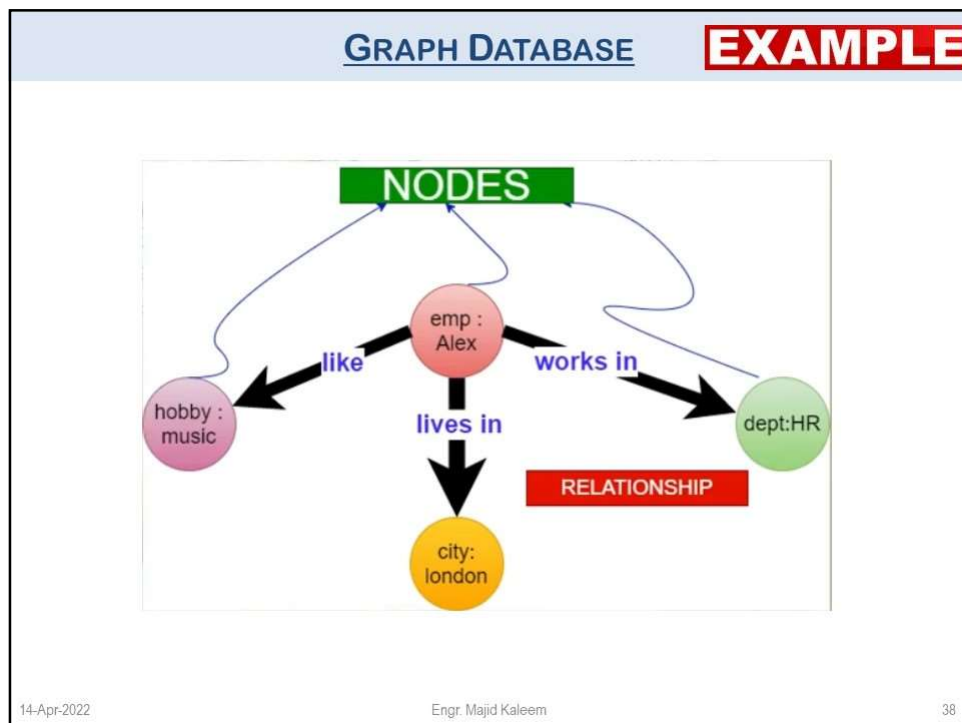 GRAPH DATABASE
EXAMPLE
NODES
emp :
Alex
like
works in
hobby :
music
lives in
dept:HR
RELATIONSHIP
city:
london
14-Apr-2022
Engr. Majid Kaleem
38